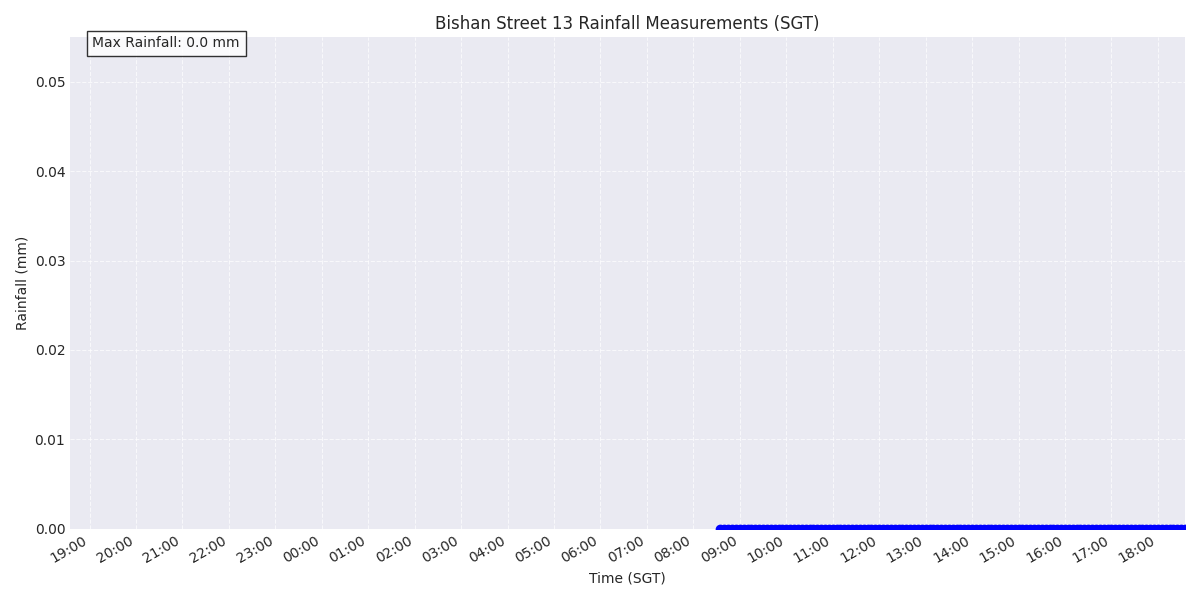 Bishan Street 13 Rainfall Measurements (SGT)
Max Rainfall: 0.0 mm
0.05
0.04
0.03
0.02
0.01
0.00
Rainfall (mm)
19:00 20:00 21:00 22:00 23:00 00:00 01:00 02:00 03:00 04:00 05:00 06:00 07:00 08:00 09:00 10:00 11:00 12:00 13:00 14:00 15:00 16:00 17:00 18:00
Time (SGT)